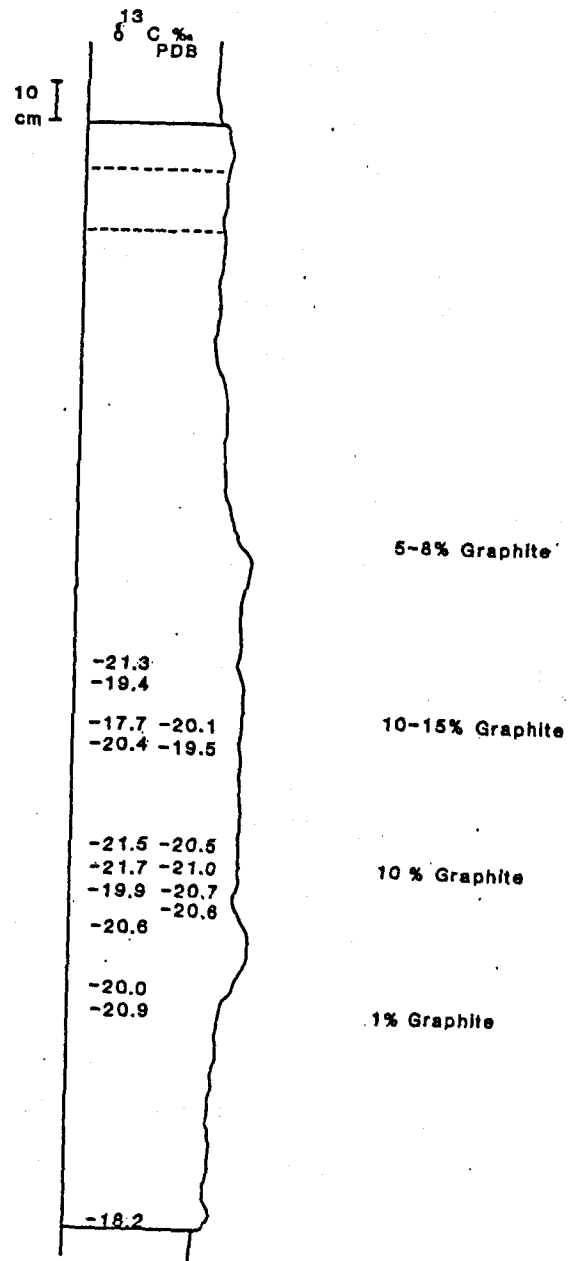 13
δ C ‰
PDB
10
cm
5-8% Graphite
-21.3
-19.4
-17.7 -20.1
10-15% Graphite
-20.4 -19.5
-21.5 -20.5
-21.7 -21.0
10 % Graphite
-19.9 -20.7
-20.6
-20.6
-20.0
-20.9
1% Graphite
-18.2